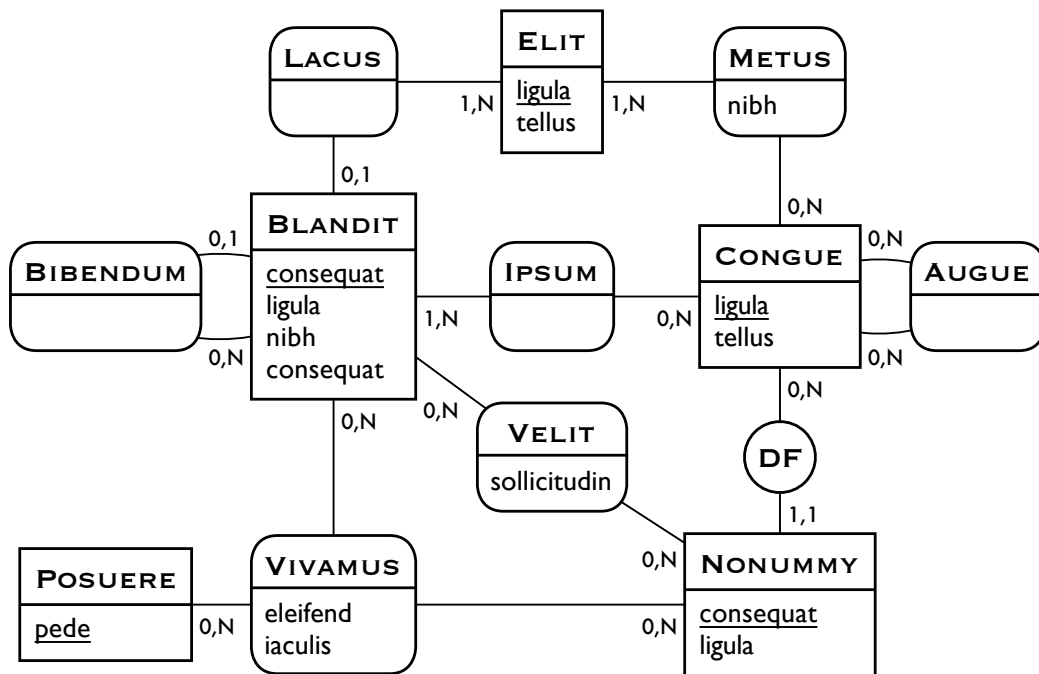 LACUS
ELIT
ligula
tellus
METUS
nibh
1,N
1,N
0,1
0,N
BIBENDUM
0,1
0,N
BLANDIT
consequat
ligula
nibh
consequat
1,N
IPSUM
0,N
CONGUE
ligula
tellus
0,N
0,N
AUGUE
0,N
0,N
VELIT
sollicitudin
0,N
DF
1,1
POSUERE
pede
0,N
VIVAMUS
eleifend
iaculis
0,N
0,N
NONUMMY
consequat
ligula